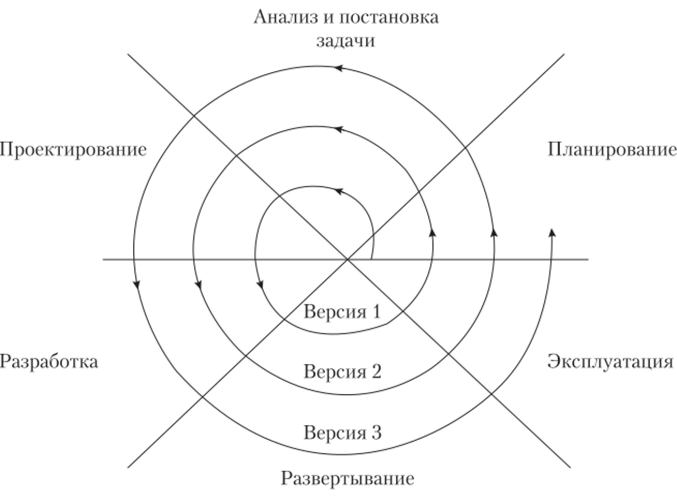 Анализ и постановка
задачи
Проектирование
Планирование
Версия 1
Разработка
Версия 2
Эксплуатация
Версия 3
Развертывание